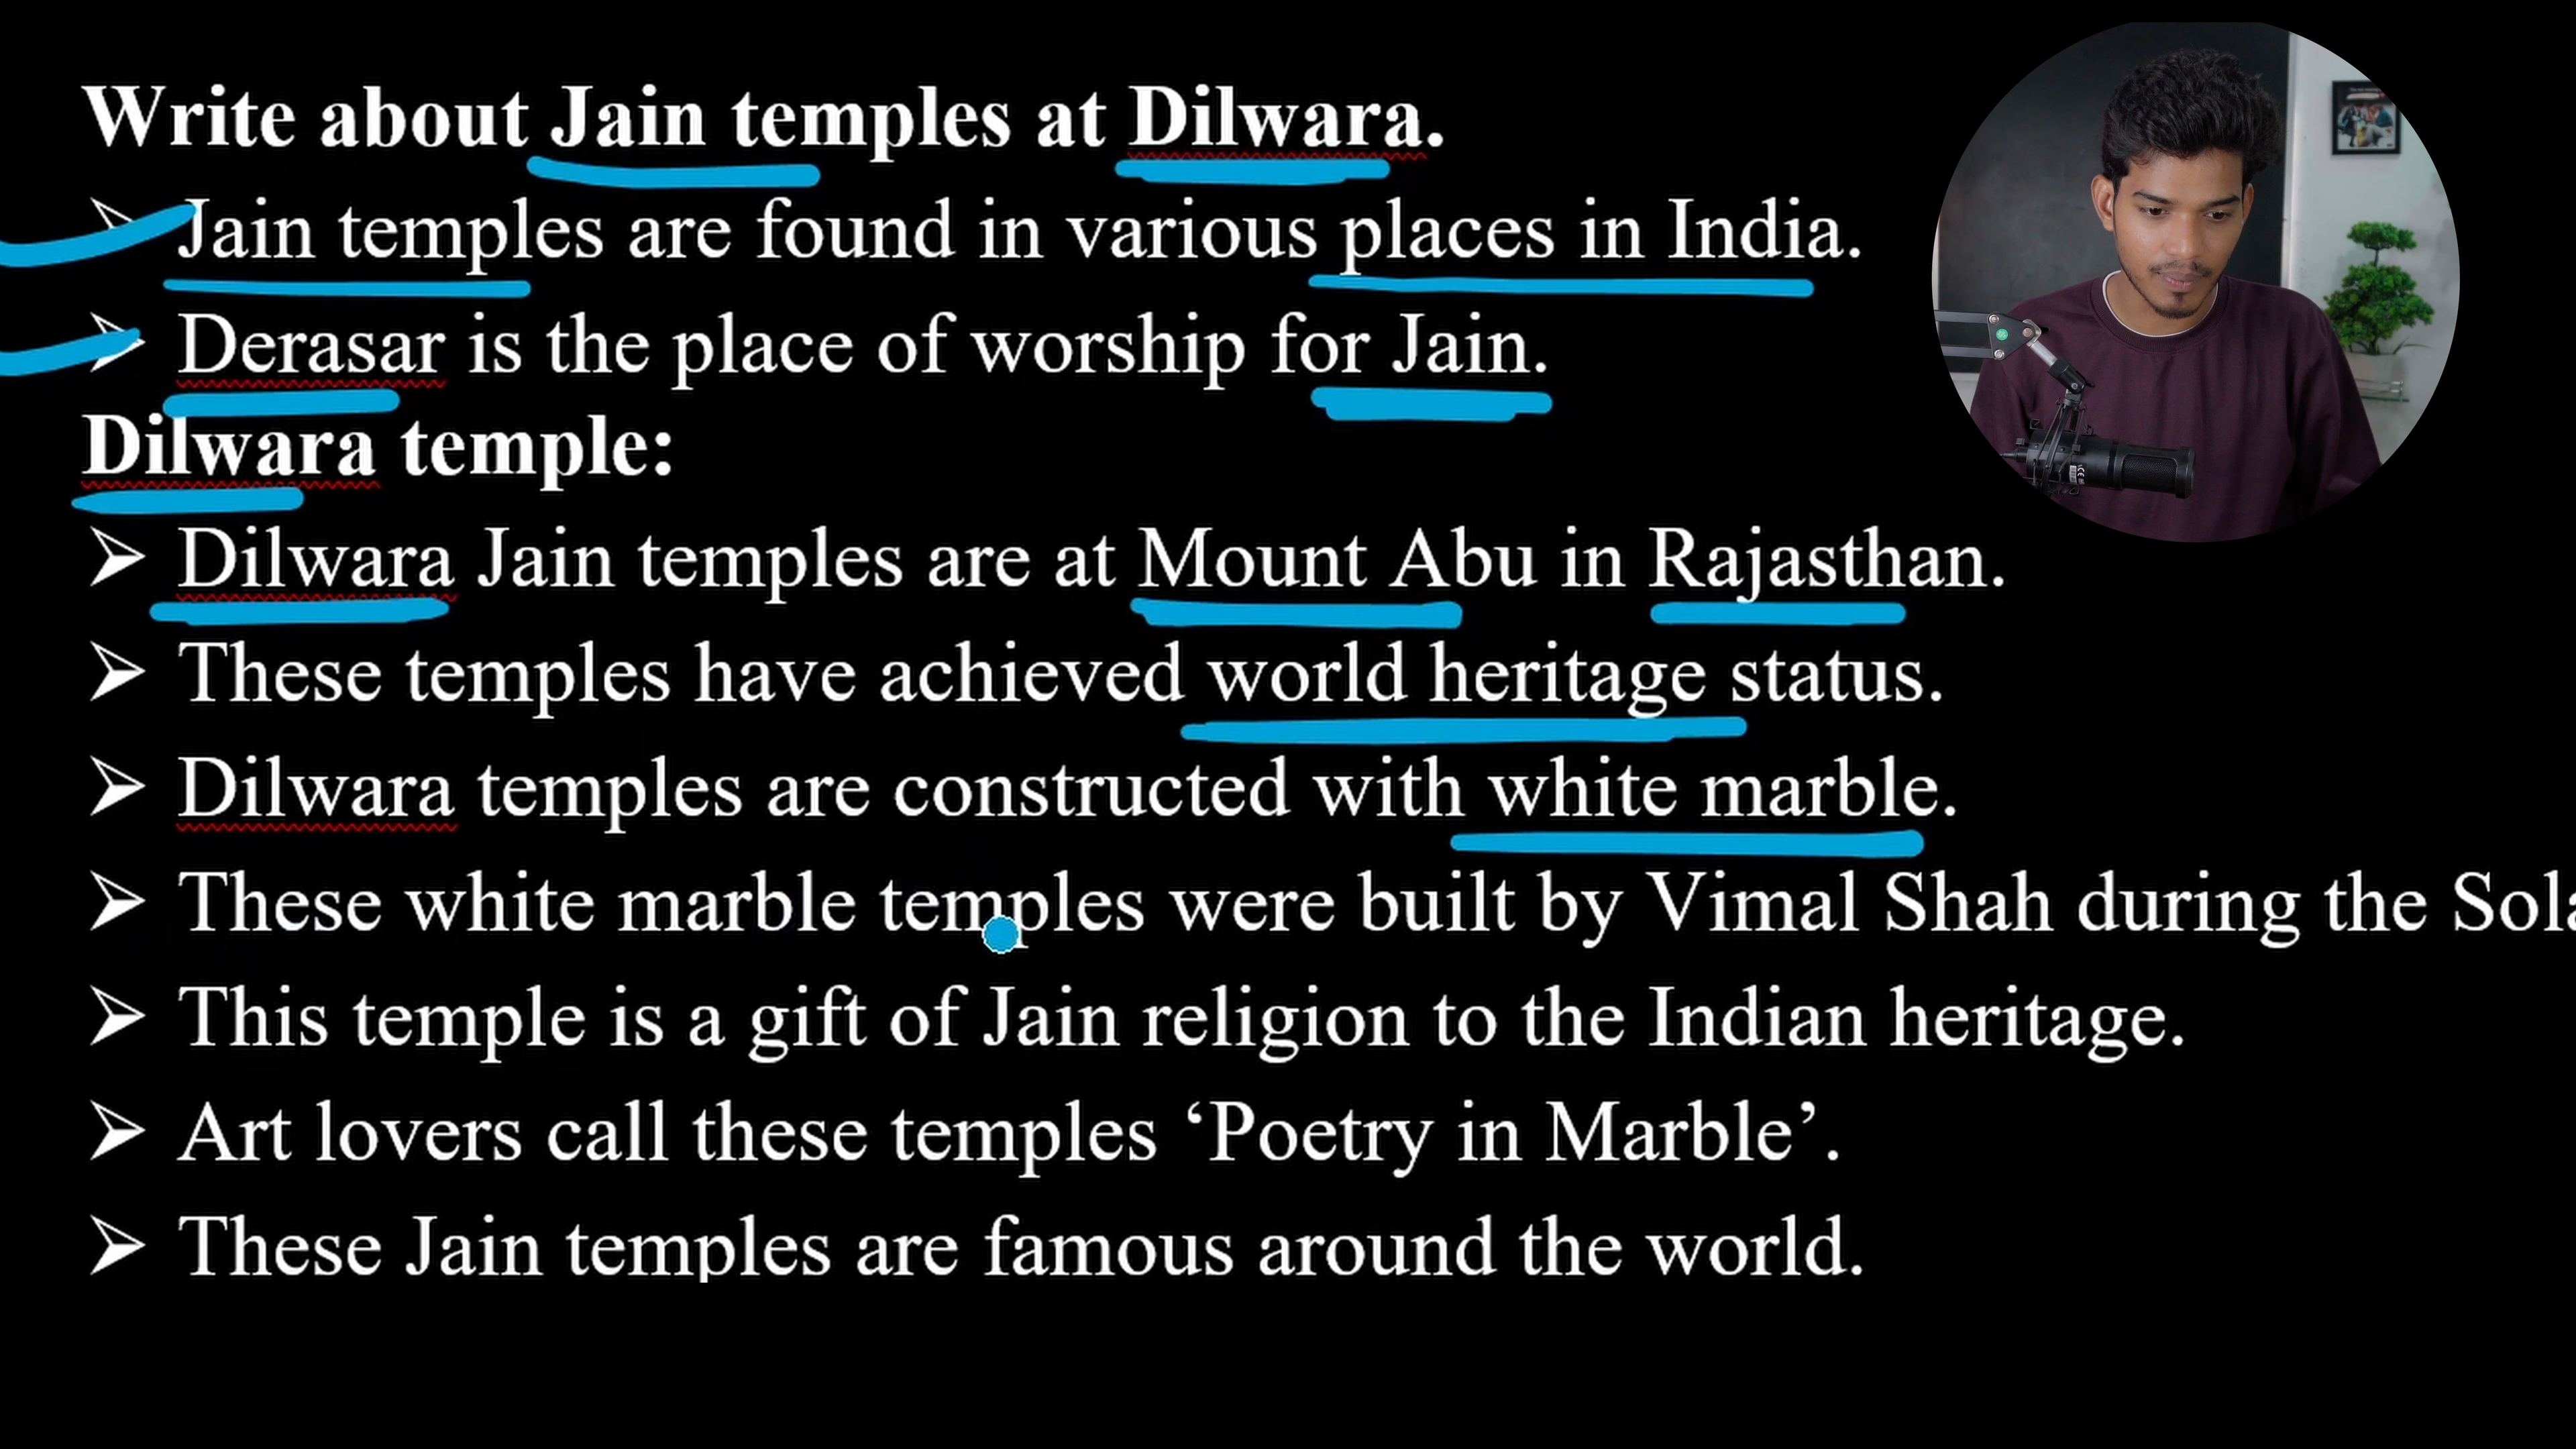 Write about Jain temples at Dilwara.
Jain temples are found in various places in India.
Derasar is the place of worship for Jain.
Dilwara temple:
Dilwara Jain temples are at Mount Abu in Rajasthan.
These temples have achieved world heritage status.
Dilwara temples are constructed with white marble.
These white marble temples were built by Vimal Shah during the
This temple is a gift of Jain religion to the Indian heritage.
Art lovers call these temples ‘Poetry in Marble’.
These Jain temples are famous around the world.